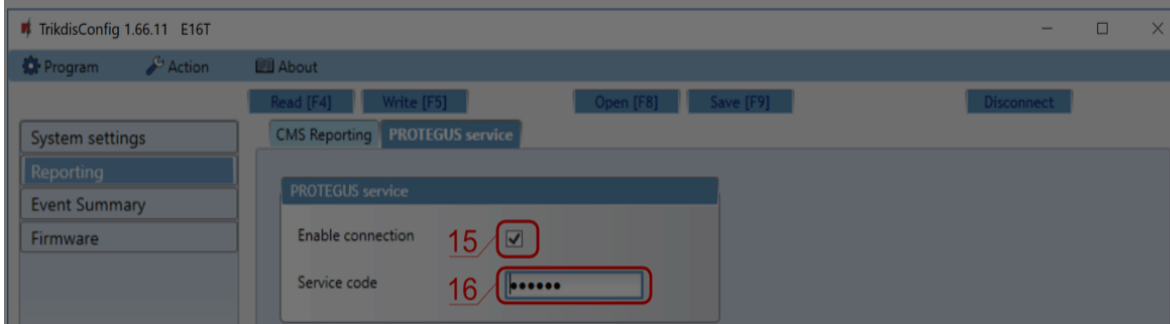 TrikdisConfig 1.66.11 E16T
Program Action About
Read [F4] Write [F5] Open [F8] Save [F9] Disconnect
System settings
Reporting
Event Summary
Firmware
CMS Reporting PROTEGUS service
PROTEGUS service
Enable connection 15
Service code 16 ••••••